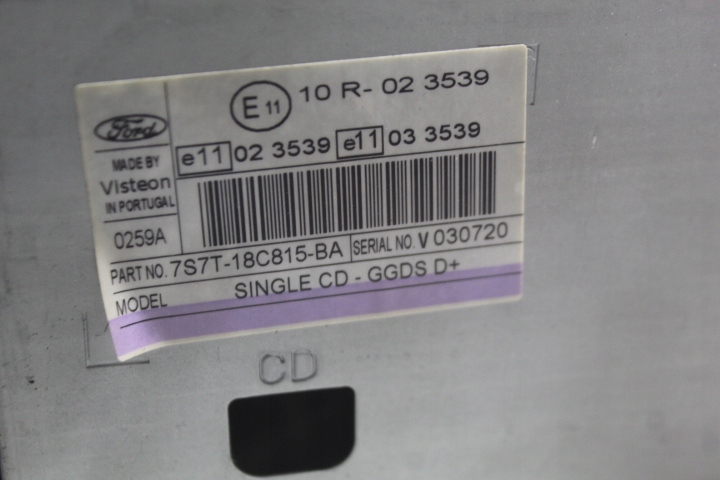 Ford
MADE BY
Visteon
IN PORTUGAL
0259A
E 11 10 R- 02 3539
e11 02 3539 e11 03 3539
PART NO. 7S7T-18C815-BA SERIAL NO. V 030720
MODEL SINGLE CD - GGDS D+
CD